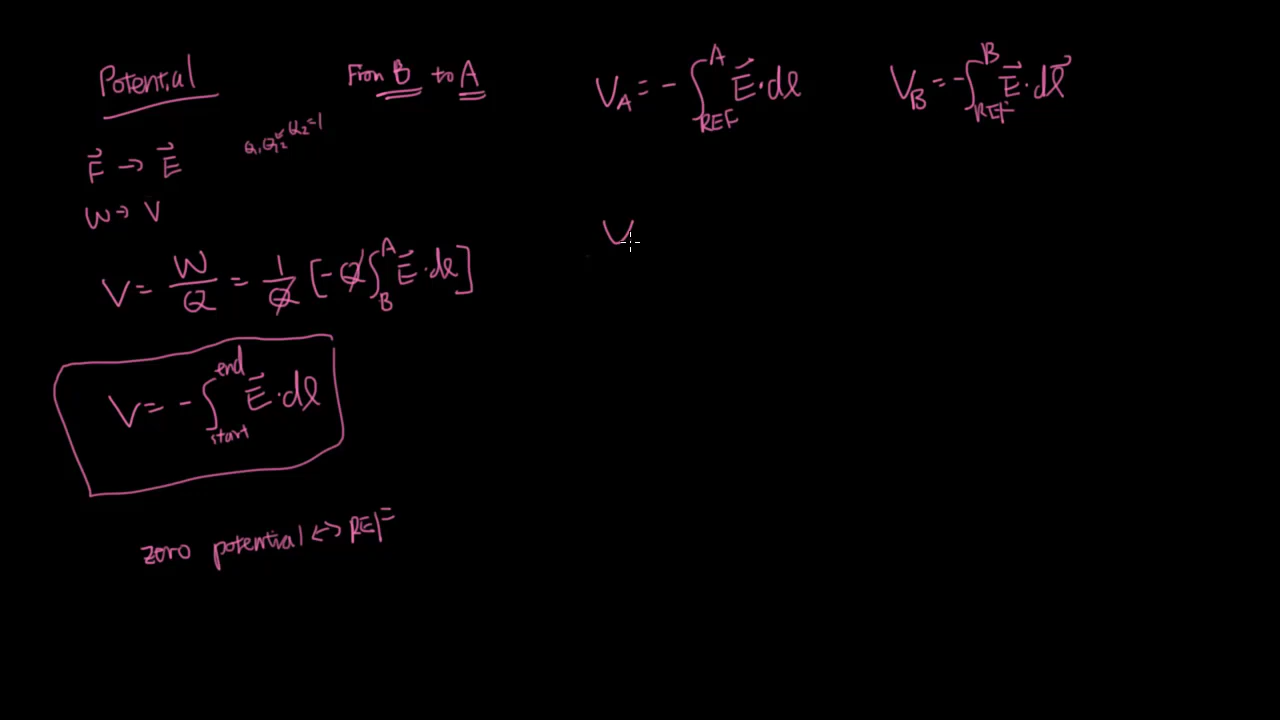 Potential
From B to A
F⃗ → E⃗
W → V
V = W/Q = 1/Q [-Q ∫_B^A E⃗ · dl]
V = - ∫_start^end E⃗ · dl
zero potential ↔ REF
V_A = - ∫_REF^A E⃗ · dl
V_B = - ∫_REF^B E⃗ · dl⃗
V